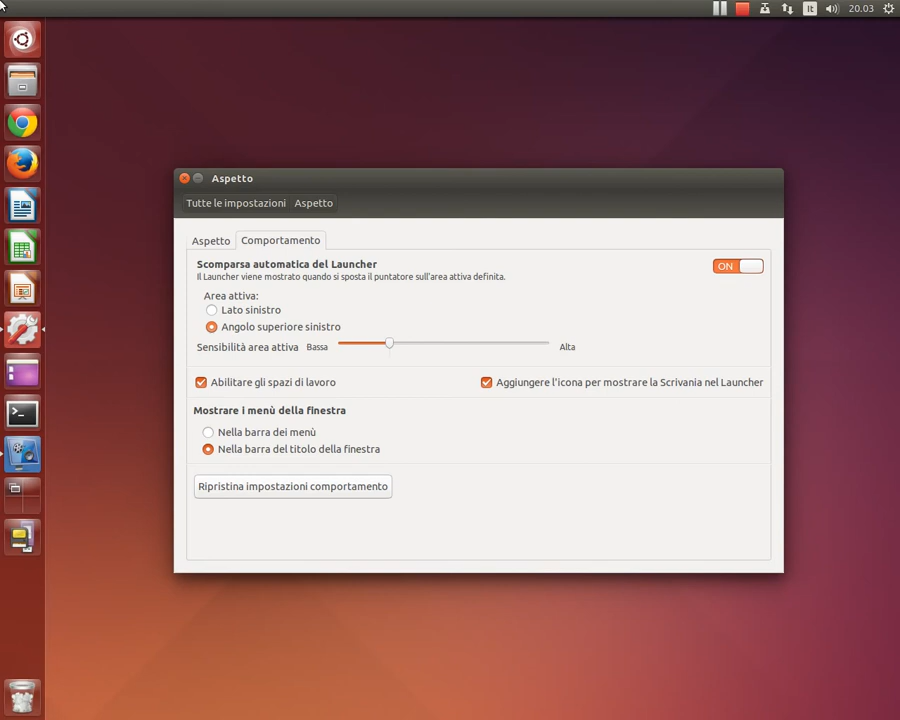 It
20.03
Aspetto
Tutte le impostazioni Aspetto
Aspetto Comportamento
Scomparsa automatica del Launcher
ON
Il Launcher viene mostrato quando si sposta il puntatore sull'area attiva definita.
Area attiva:
Lato sinistro
Angolo superiore sinistro
Sensibilità area attiva Bassa Alta
Abilitare gli spazi di lavoro Aggiungere l'icona per mostrare la Scrivania nel Launcher
Mostrare i menù della finestra
Nella barra dei menù
Nella barra del titolo della finestra
Ripristina impostazioni comportamento